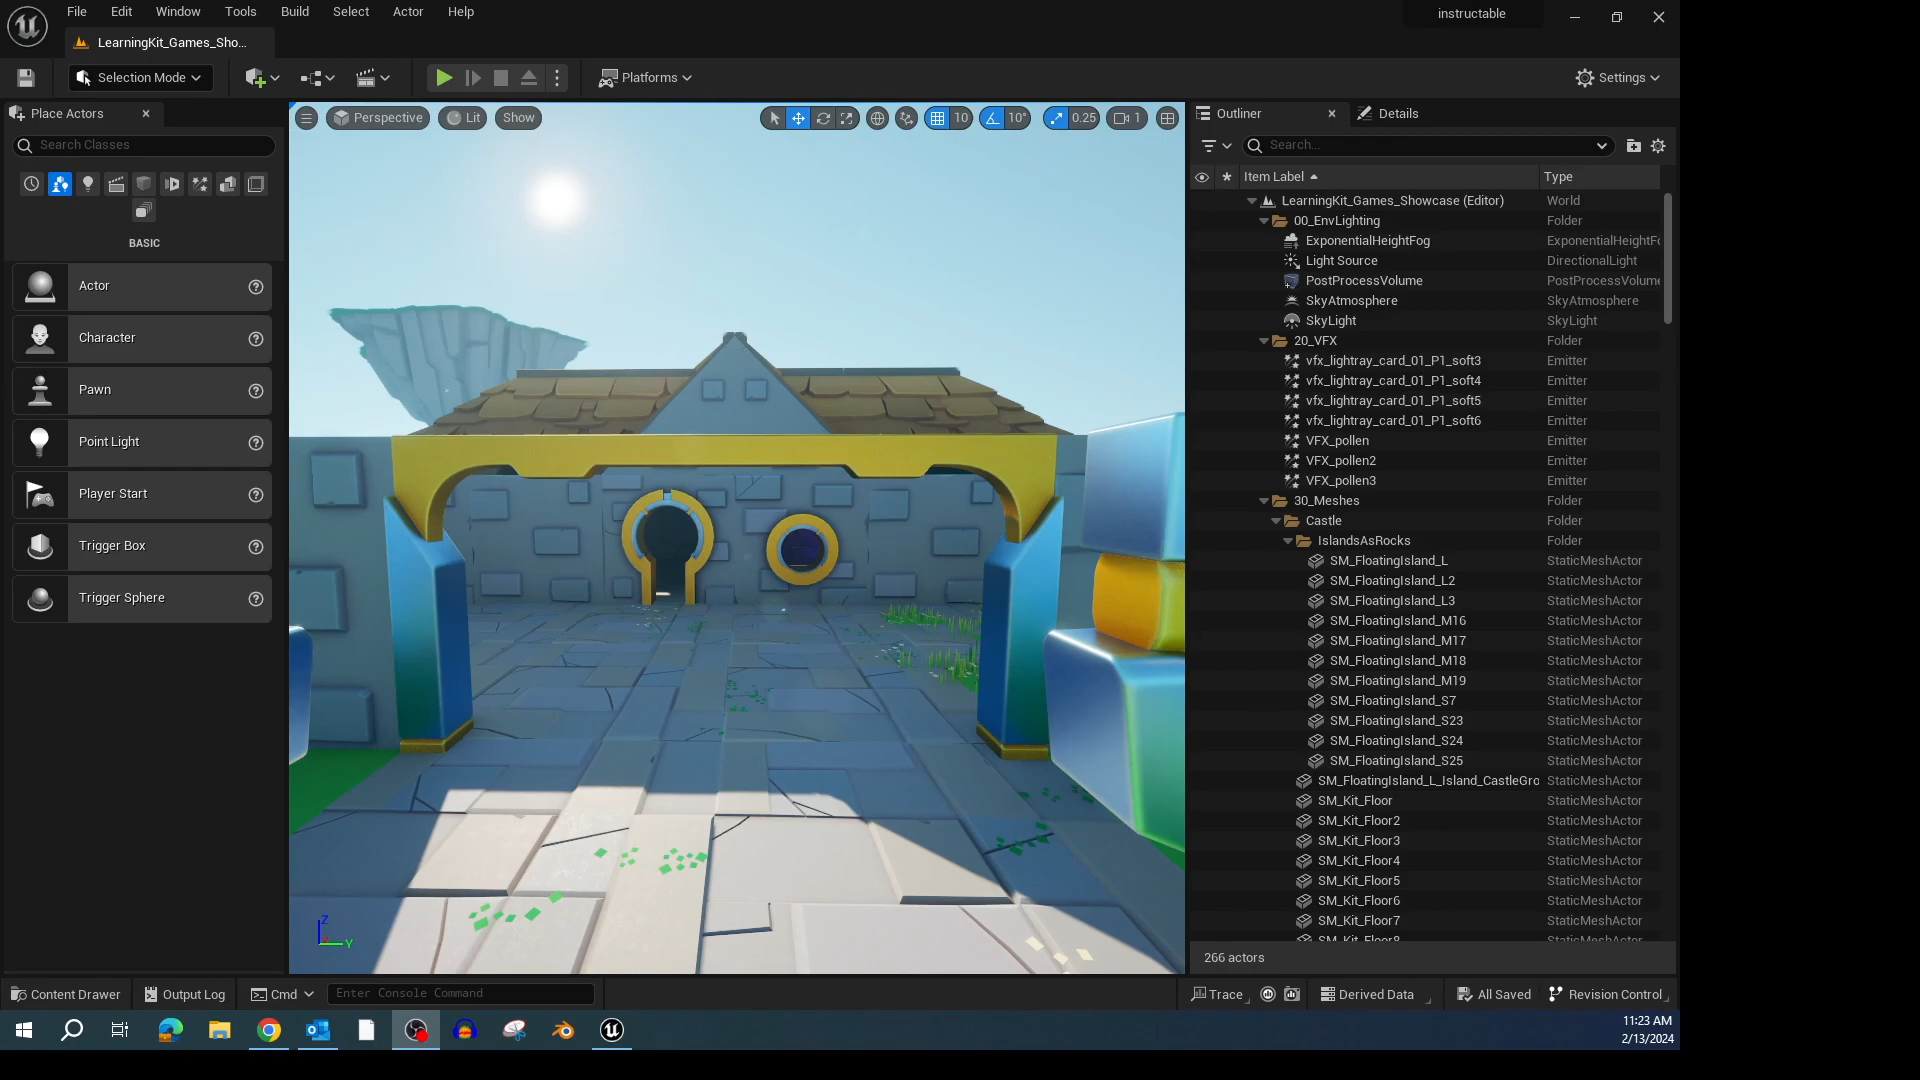 File Edit Window Tools Build Select Actor Help
instructable
LearningKit_Games_Sho...
Selection Mode
Platforms
Settings
Place Actors
Search Classes
BASIC
Actor
Character
Pawn
Point Light
Player Start
Trigger Box
Trigger Sphere
Perspective Lit Show 10 10° 0.25 1
Z
Y
Outliner Details
Search...
Item Label Type
LearningKit_Games_Showcase (Editor) World
00_EnvLighting Folder
ExponentialHeightFog ExponentialHeightFo
Light Source DirectionalLight
PostProcessVolume PostProcessVolume
SkyAtmosphere SkyAtmosphere
SkyLight SkyLight
20_VFX Folder
vfx_lightray_card_01_P1_soft3 Emitter
vfx_lightray_card_01_P1_soft4 Emitter
vfx_lightray_card_01_P1_soft5 Emitter
vfx_lightray_card_01_P1_soft6 Emitter
VFX_pollen Emitter
VFX_pollen2 Emitter
VFX_pollen3 Emitter
30_Meshes Folder
Castle Folder
IslandsAsRocks Folder
SM_FloatingIsland_L StaticMeshActor
SM_FloatingIsland_L2 StaticMeshActor
SM_FloatingIsland_L3 StaticMeshActor
SM_FloatingIsland_M16 StaticMeshActor
SM_FloatingIsland_M17 StaticMeshActor
SM_FloatingIsland_M18 StaticMeshActor
SM_FloatingIsland_M19 StaticMeshActor
SM_FloatingIsland_S7 StaticMeshActor
SM_FloatingIsland_S23 StaticMeshActor
SM_FloatingIsland_S24 StaticMeshActor
SM_FloatingIsland_S25 StaticMeshActor
SM_FloatingIsland_L_Island_CastleGro StaticMeshActor
SM_Kit_Floor StaticMeshActor
SM_Kit_Floor2 StaticMeshActor
SM_Kit_Floor3 StaticMeshActor
SM_Kit_Floor4 StaticMeshActor
SM_Kit_Floor5 StaticMeshActor
SM_Kit_Floor6 StaticMeshActor
SM_Kit_Floor7 StaticMeshActor
SM_Kit_Floor8 StaticMeshActor
266 actors
Content Drawer Output Log Cmd Enter Console Command Trace Derived Data All Saved Revision Control
11:23 AM
2/13/2024